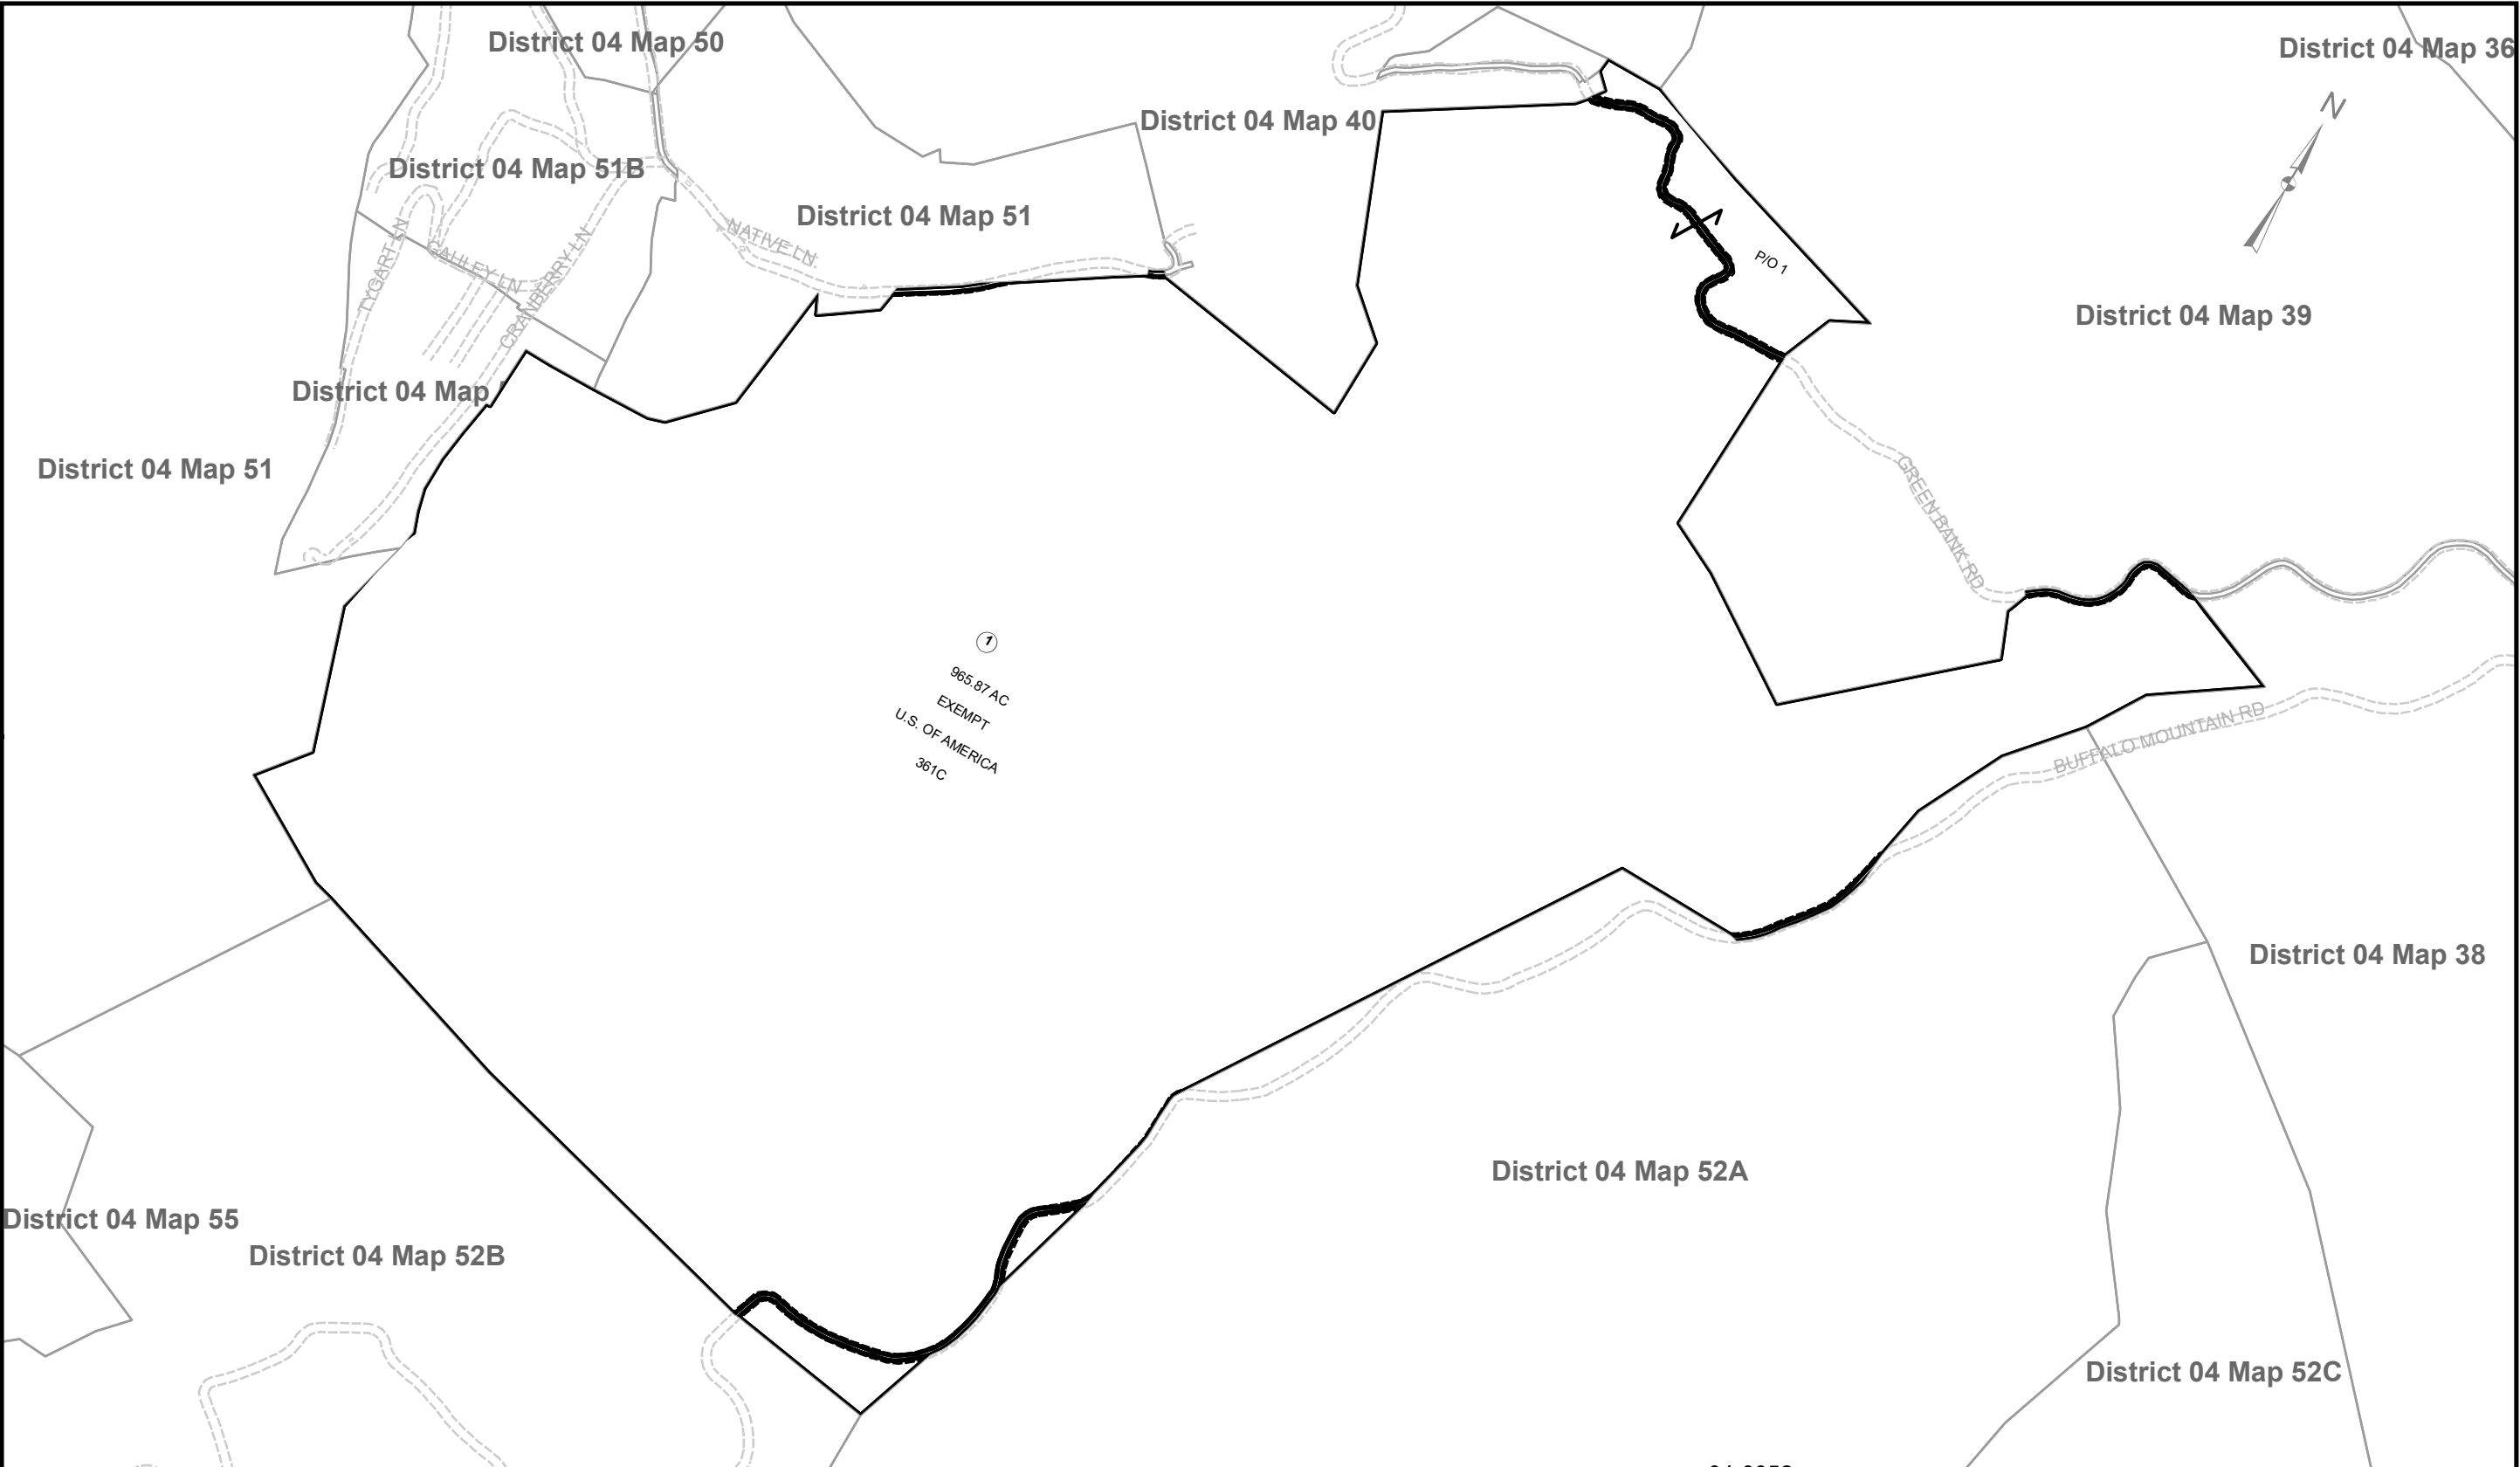 District 04 Map 50
District 04 Map 36
N
District 04 Map 40
District 04 Map 51B
District 04 Map 51
NATIVE LN
TYGART LN
GAULEY LN
CRANBERRY LN
P/O 1
District 04 Map 39
District 04 Map
District 04 Map 51
GREEN BANK RD
1
965.87 AC
EXEMPT
U.S. OF AMERICA
361C
BUFFALO MOUNTAIN RD
District 04 Map 38
District 04 Map 52A
District 04 Map 55
District 04 Map 52B
District 04 Map 52C